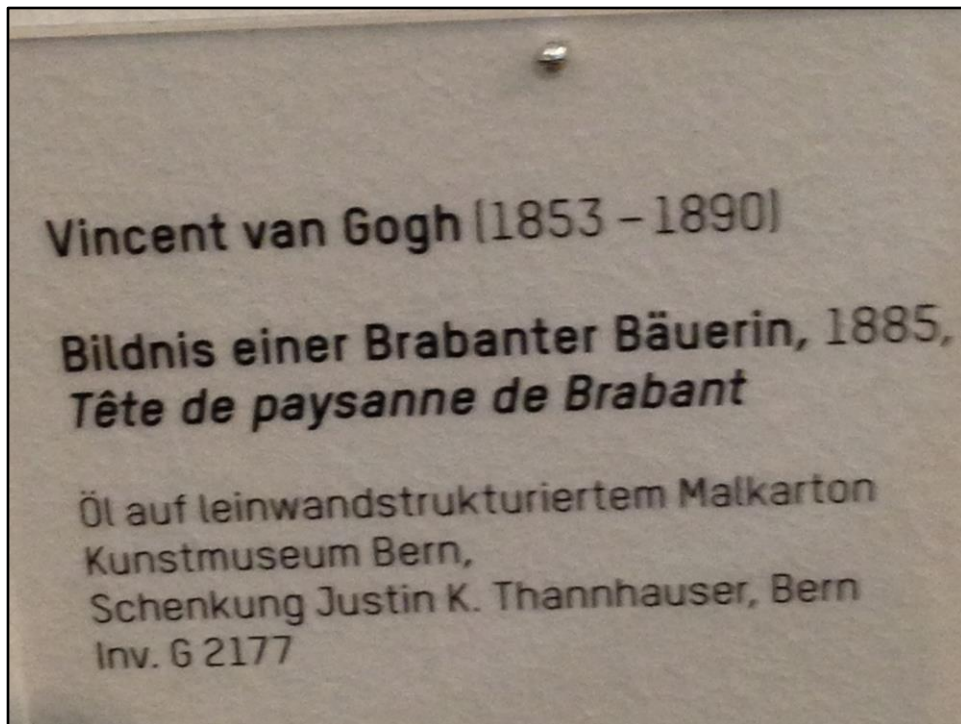 Vincent van Gogh (1853 – 1890)
Bildnis einer Brabanter Bäuerin, 1885,
Tête de paysanne de Brabant
Öl auf leinwandstrukturiertem Malkarton
Kunstmuseum Bern,
Schenkung Justin K. Thannhauser, Bern
Inv. G 2177